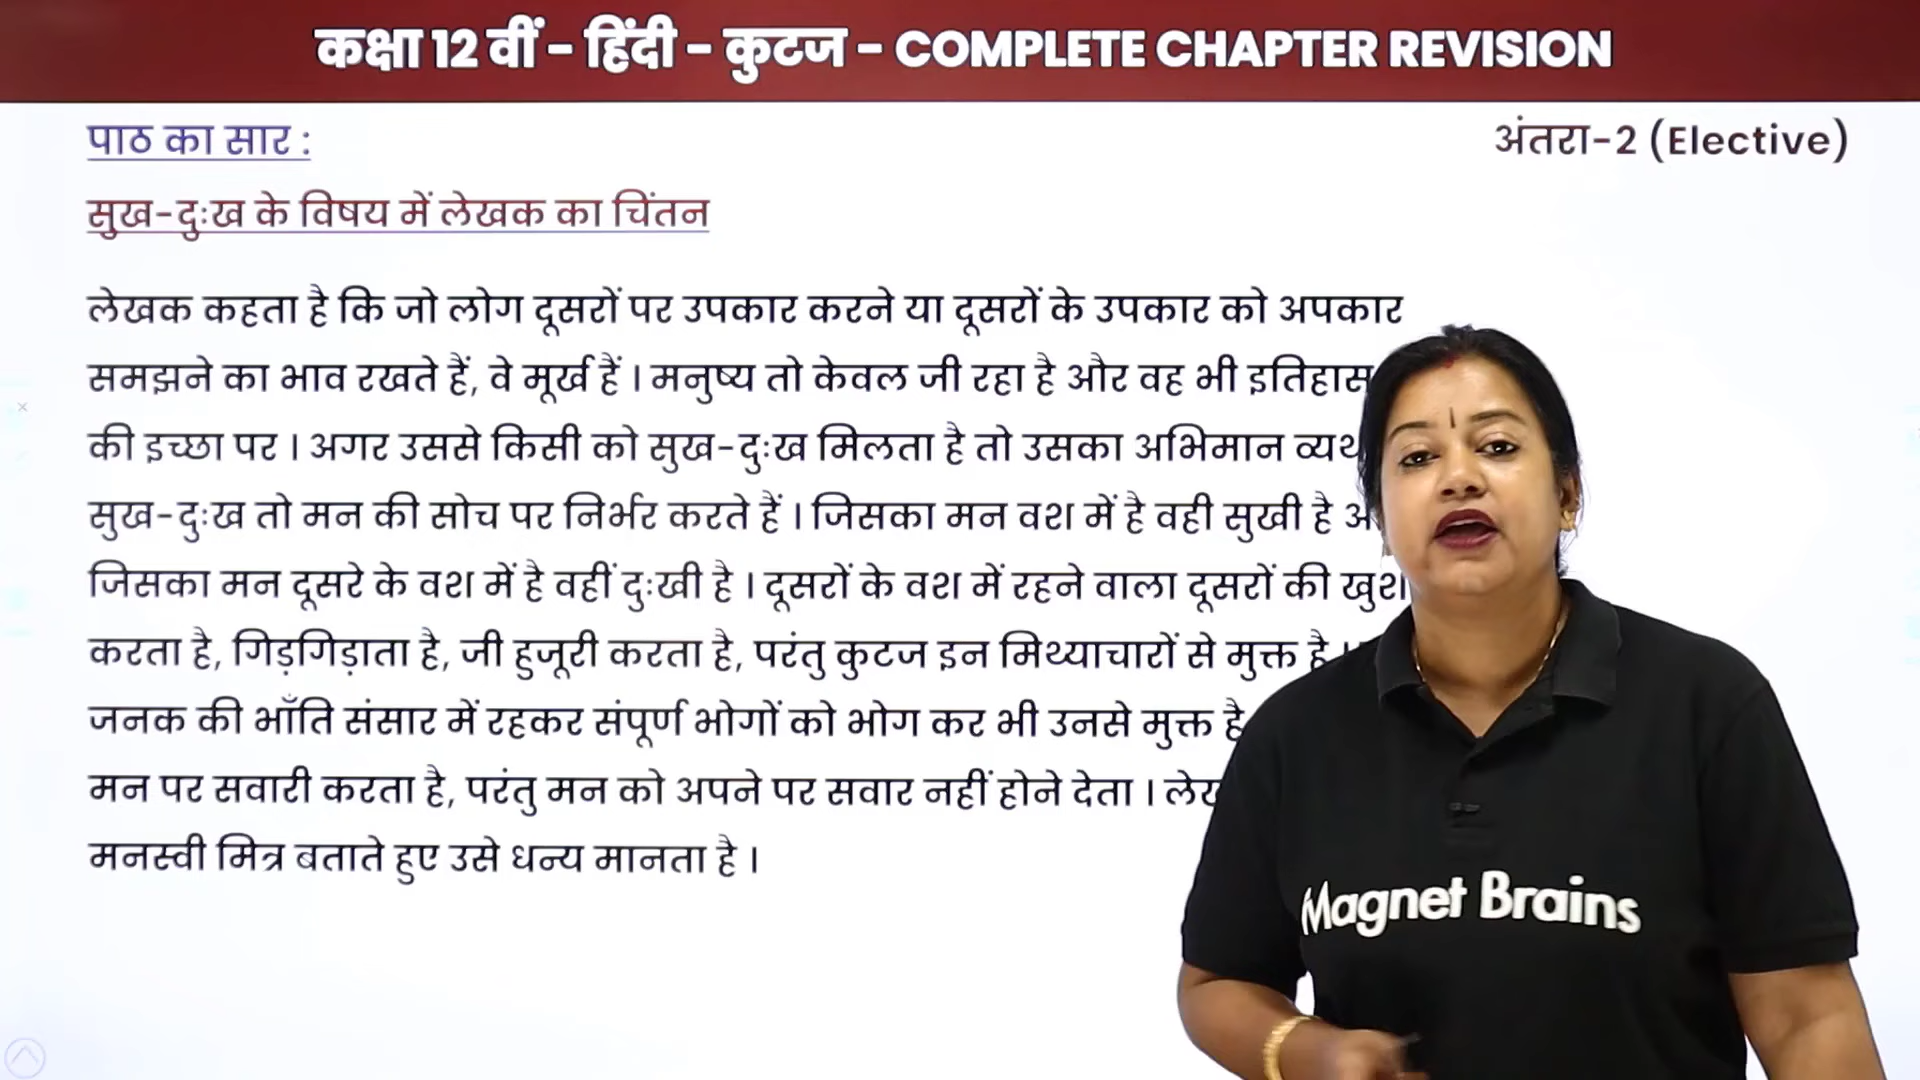 कक्षा 12 वीं - हिंदी - कुटज - COMPLETE CHAPTER REVISION
पाठ का सार :
अंतरा-2 (Elective)
सुख-दुःख के विषय में लेखक का चिंतन
लेखक कहता है कि जो लोग दूसरों पर उपकार करने या दूसरों के उपकार को अपकार
समझने का भाव रखते हैं, वे मूर्ख हैं । मनुष्य तो केवल जी रहा है और वह भी इतिहास
की इच्छा पर । अगर उससे किसी को सुख-दुःख मिलता है तो उसका अभिमान
सुख-दुःख तो मन की सोच पर निर्भर करते हैं । जिसका मन वश में है वही सुखी है
जिसका मन दूसरे के वश में है वहीं दुःखी है । दूसरों के वश में रहने वाला दूसरों की
करता है, गिड़गिड़ाता है, जी हुजूरी करता है, परंतु कुटज इन मिथ्याचारों से मुक्त है ।
जनक की भाँति संसार में रहकर संपूर्ण भोगों को भोग कर भी उनसे मुक्त है
मन पर सवारी करता है, परंतु मन को अपने पर सवार नहीं होने देता ।
मनस्वी मित्र बताते हुए उसे धन्य मानता है ।
Magnet Brains